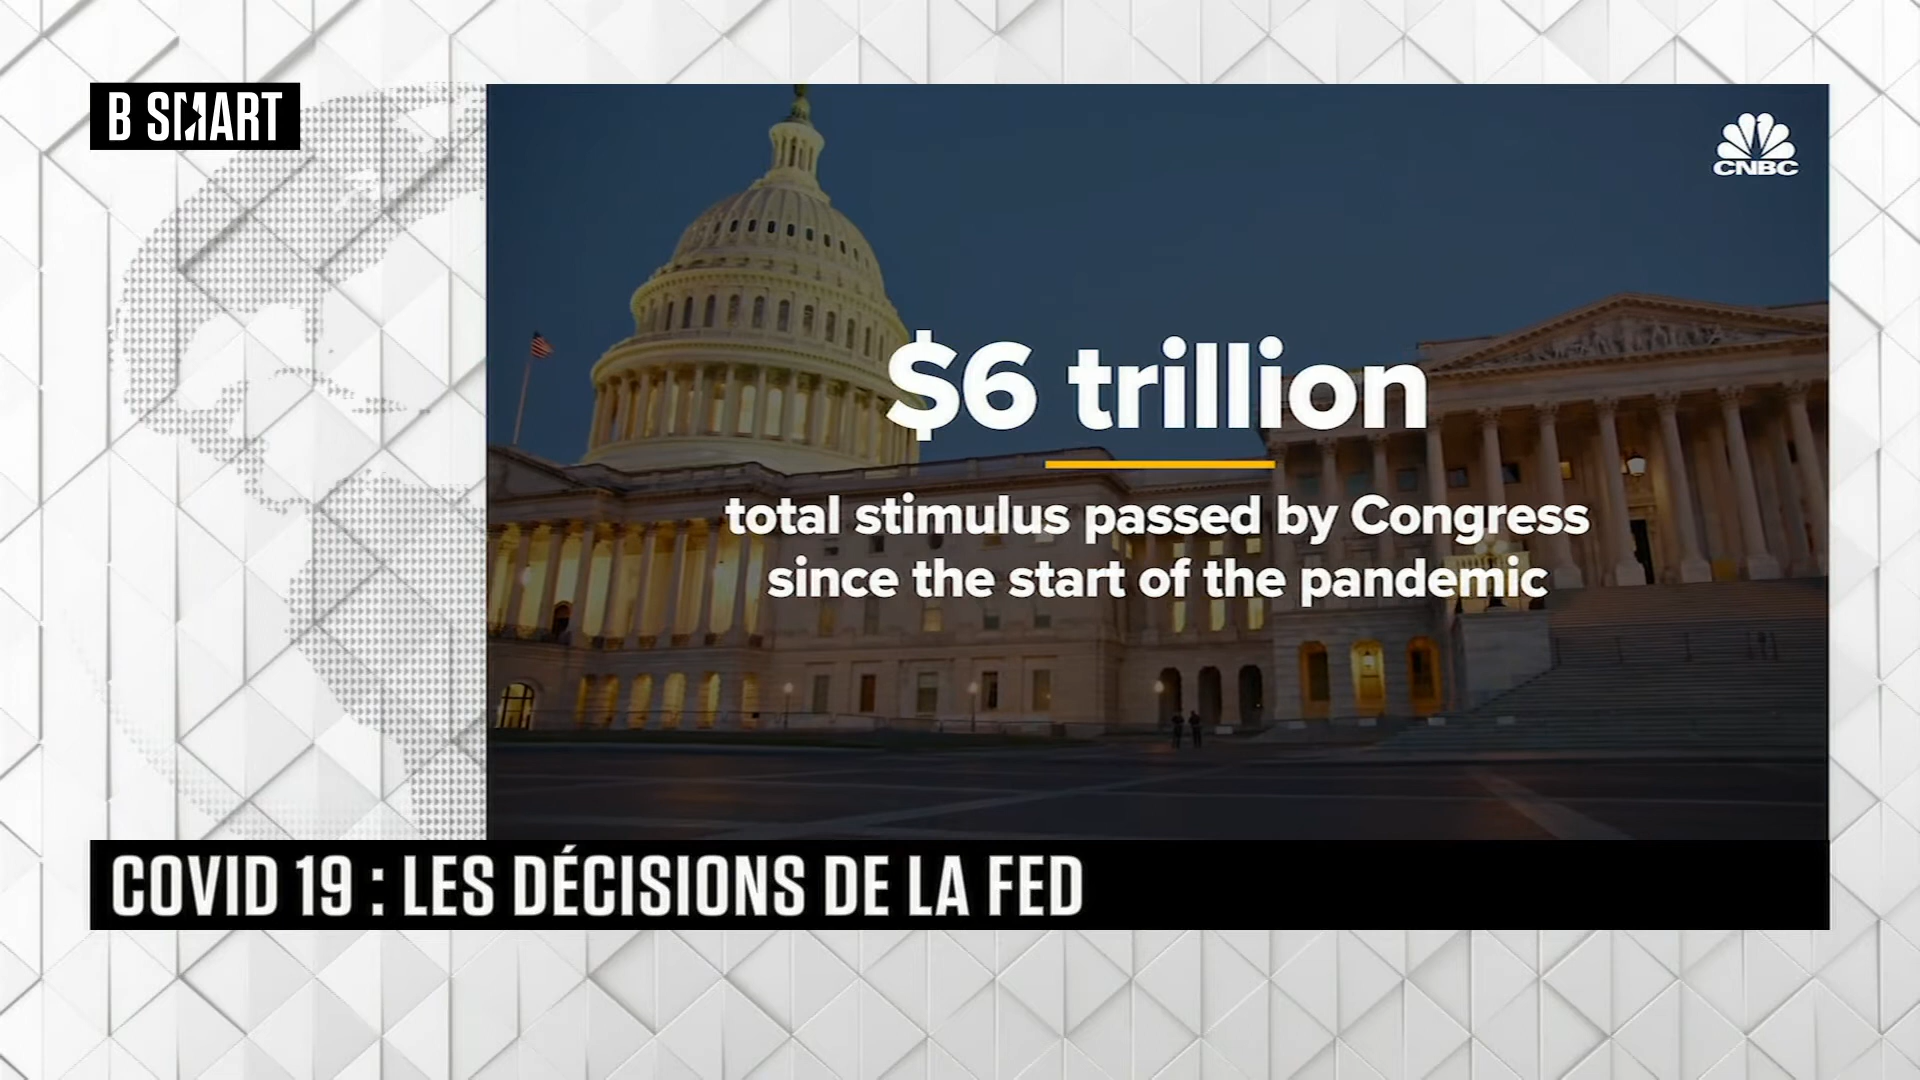 B SMART
CNBC
$6 trillion
total stimulus passed by Congress
since the start of the pandemic
COVID 19 : LES DÉCISIONS DE LA FED